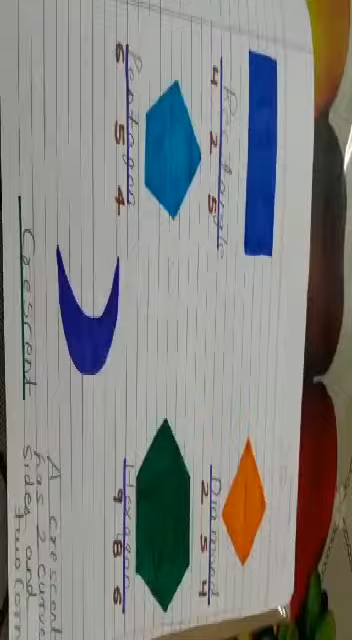 Rectangle
4 2 5
Diamond
2 5 4
Pentagon
6 5 4
Hexagon
9 8 6
Crescent
A crescent
has 2 curve
sides and
two corn